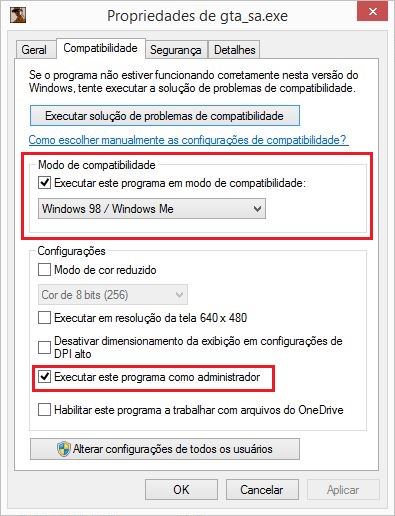 Propriedades de gta_sa.exe
Geral
Compatibilidade
Segurança
Detalhes
Se o programa não estiver funcionando corretamente nesta versão do
Windows, tente executar a solução de problemas de compatibilidade.
Executar solução de problemas de compatibilidade
Como escolher manualmente as configurações de compatibilidade?
Modo de compatibilidade
Executar este programa em modo de compatibilidade:
Windows 98 / Windows Me
Configurações
Modo de cor reduzido
Cor de 8 bits (256)
Executar em resolução da tela 640 x 480
Desativar dimensionamento da exibição em configurações de
DPI alto
Executar este programa como administrador
Habilitar este programa a trabalhar com arquivos do OneDrive
Alterar configurações de todos os usuários
OK
Cancelar
Aplicar